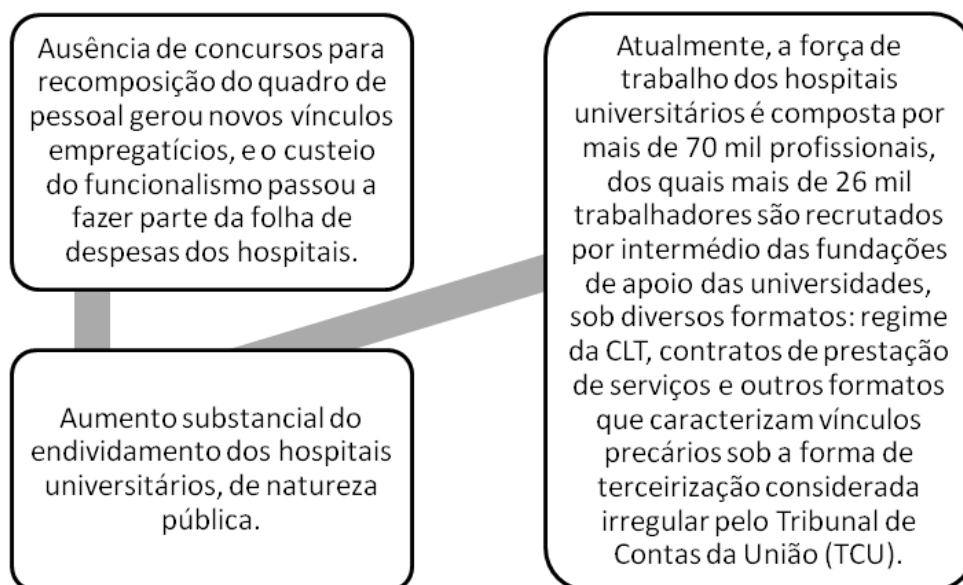 Ausência de concursos para
recomposição do quadro de
pessoal gerou novos vínculos
empregatícios, e o custeio
do funcionalismo passou a
fazer parte da folha de
despesas dos hospitais.
Aumento substancial do
endividamento dos hospitais
universitários, de natureza
pública.
Atualmente, a força de
trabalho dos hospitais
universitários é composta por
mais de 70 mil profissionais,
dos quais mais de 26 mil
trabalhadores são recrutados
por intermédio das fundações
de apoio das universidades,
sob diversos formatos: regime
da CLT, contratos de prestação
de serviços e outros formatos
que caracterizam vínculos
precários sob a forma de
terceirização considerada
irregular pelo Tribunal de
Contas da União (TCU).